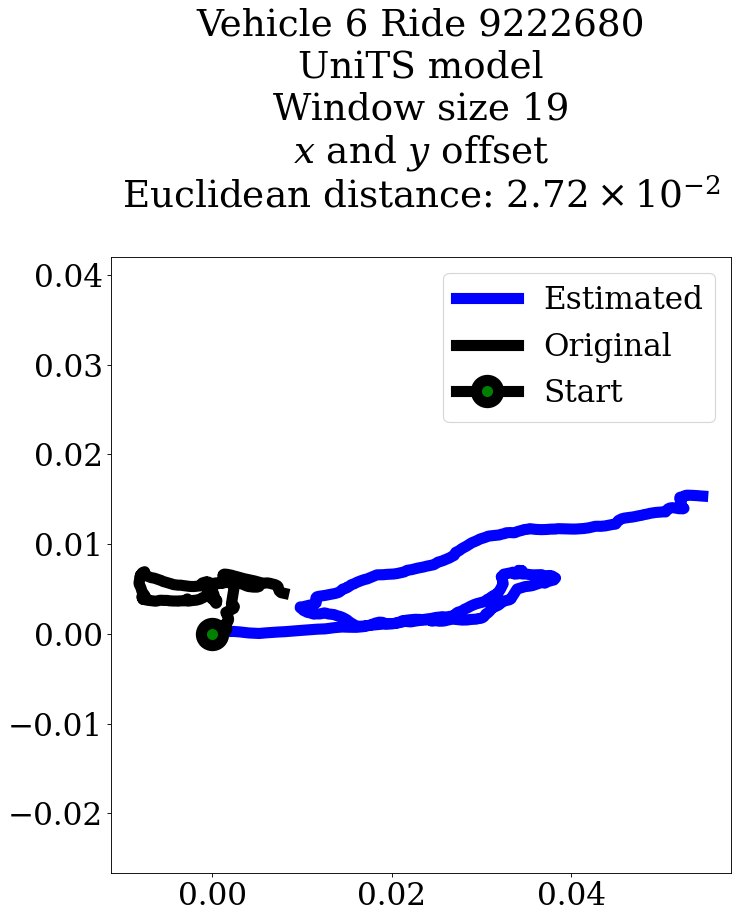 Vehicle 6 Ride 9222680
UniTS model
Window size 19
x and y offset
Euclidean distance: 2.72 × 10⁻²
Estimated
Original
Start
0.04
0.03
0.02
0.01
0.00
−0.01
−0.02
0.00 0.02 0.04